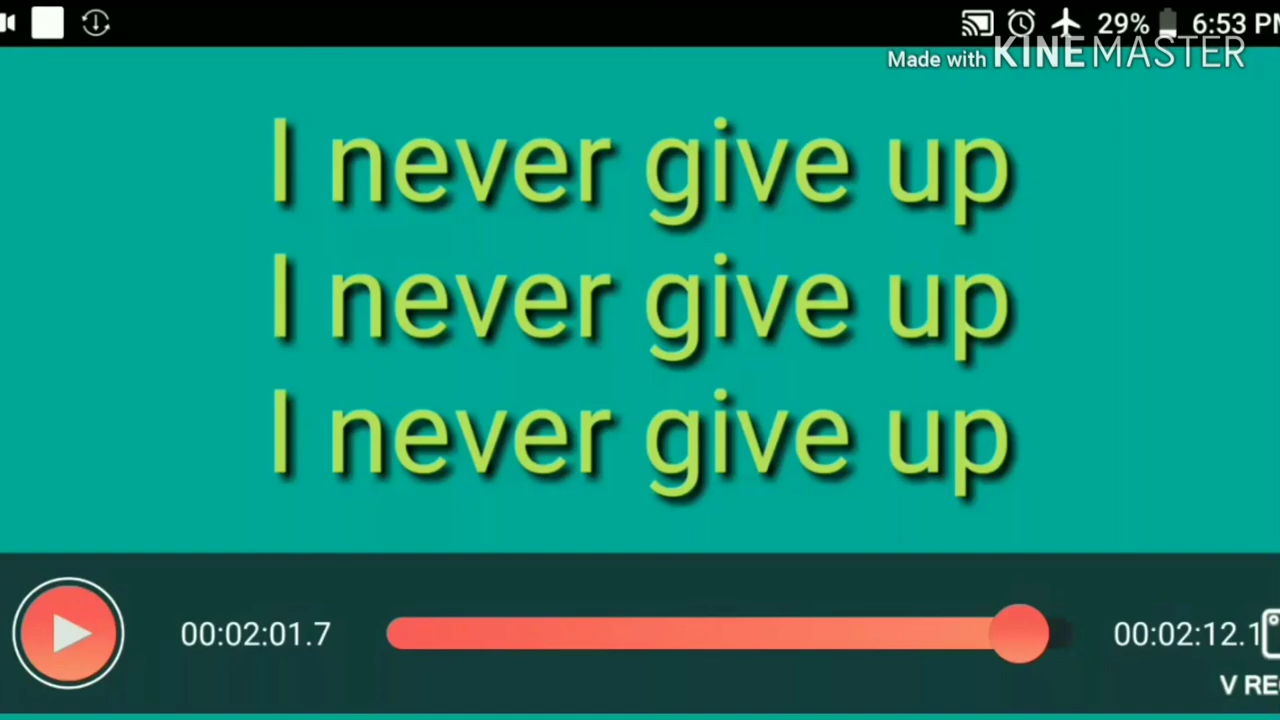 29% 6:53 PM
Made with KINEMASTER
I never give up
I never give up
I never give up
00:02:01.7 00:02:12.1
V REC